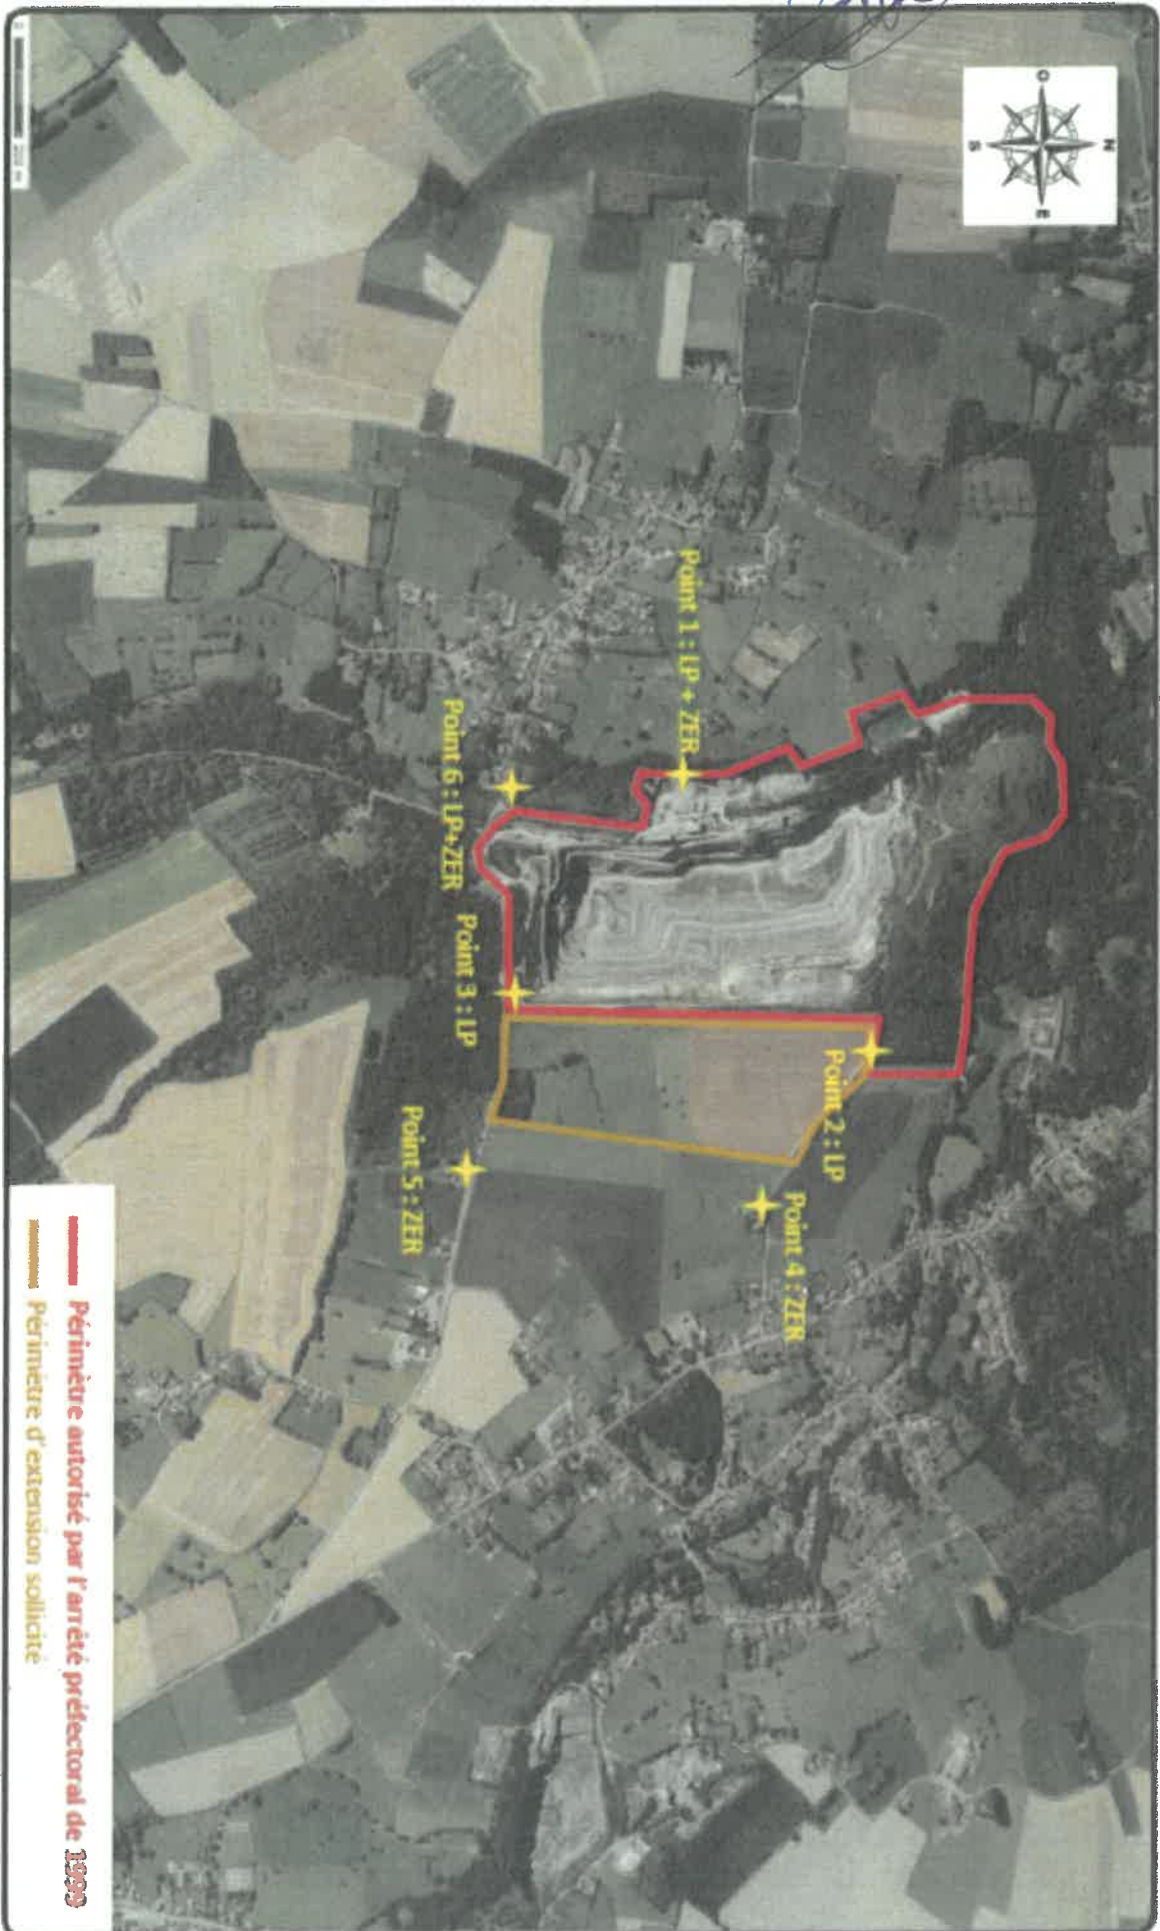 N
O
E
S
Point 1 : LP + ZER
Point 2 : LP
Point 4 : ZER
Point 6 : LP+ZER
Point 3 : LP
Point 5 : ZER
Périmètre autorisé par l'arrêté préfectoral de 1999
Périmètre d'extension sollicité